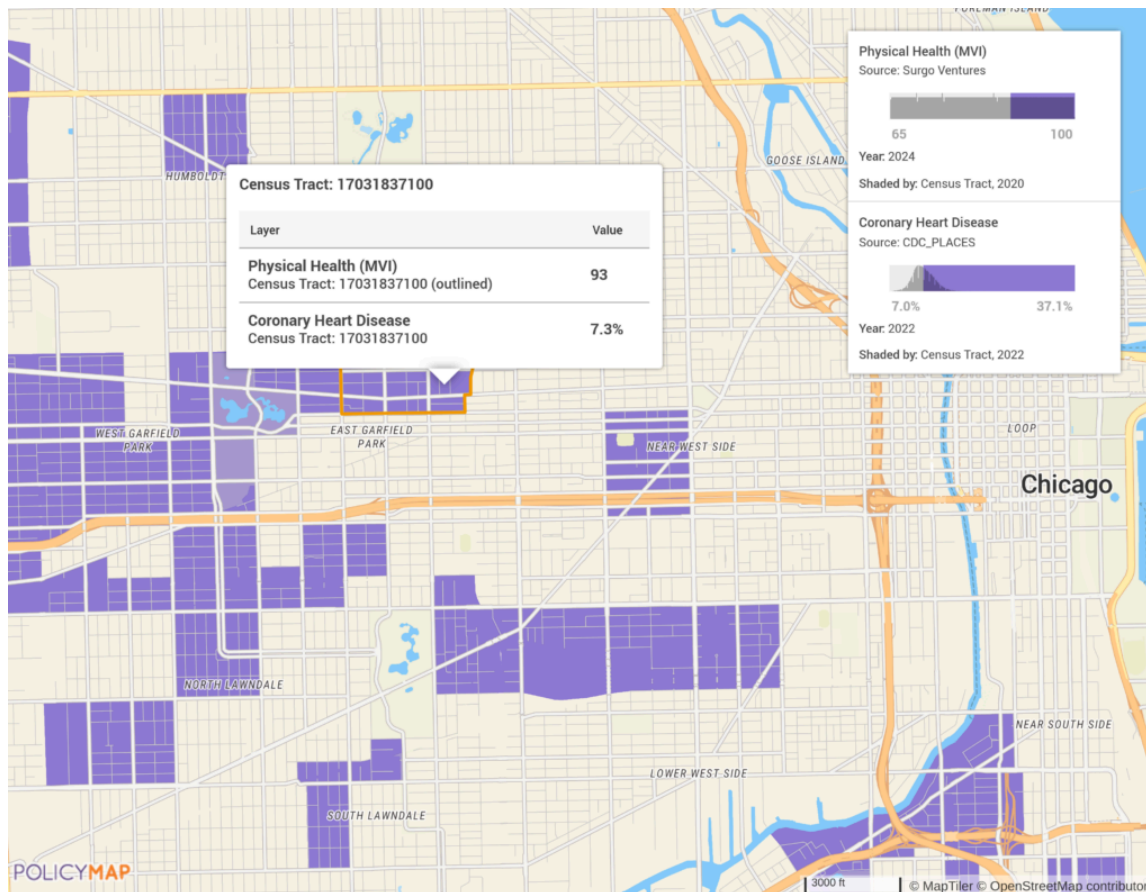 FOREMAN ISLAND
GOOSE ISLAND
Physical Health (MVI)
Source: Surgo Ventures
65 100
Year: 2024
Shaded by: Census Tract, 2020
Coronary Heart Disease
Source: CDC_PLACES
7.0% 37.1%
Year: 2022
Shaded by: Census Tract, 2022
Census Tract: 17031837100
Layer Value
Physical Health (MVI)
Census Tract: 17031837100 (outlined)
93
Coronary Heart Disease
Census Tract: 17031837100
7.3%
WEST GARFIELD
PARK
EAST GARFIELD
PARK
NEAR WEST SIDE
LOOP
Chicago
NORTH LAWNDALE
NEAR SOUTH SIDE
LOWER WEST SIDE
SOUTH LAWNDALE
POLICYMAP
3000 ft
© MapTiler © OpenStreetMap contributo